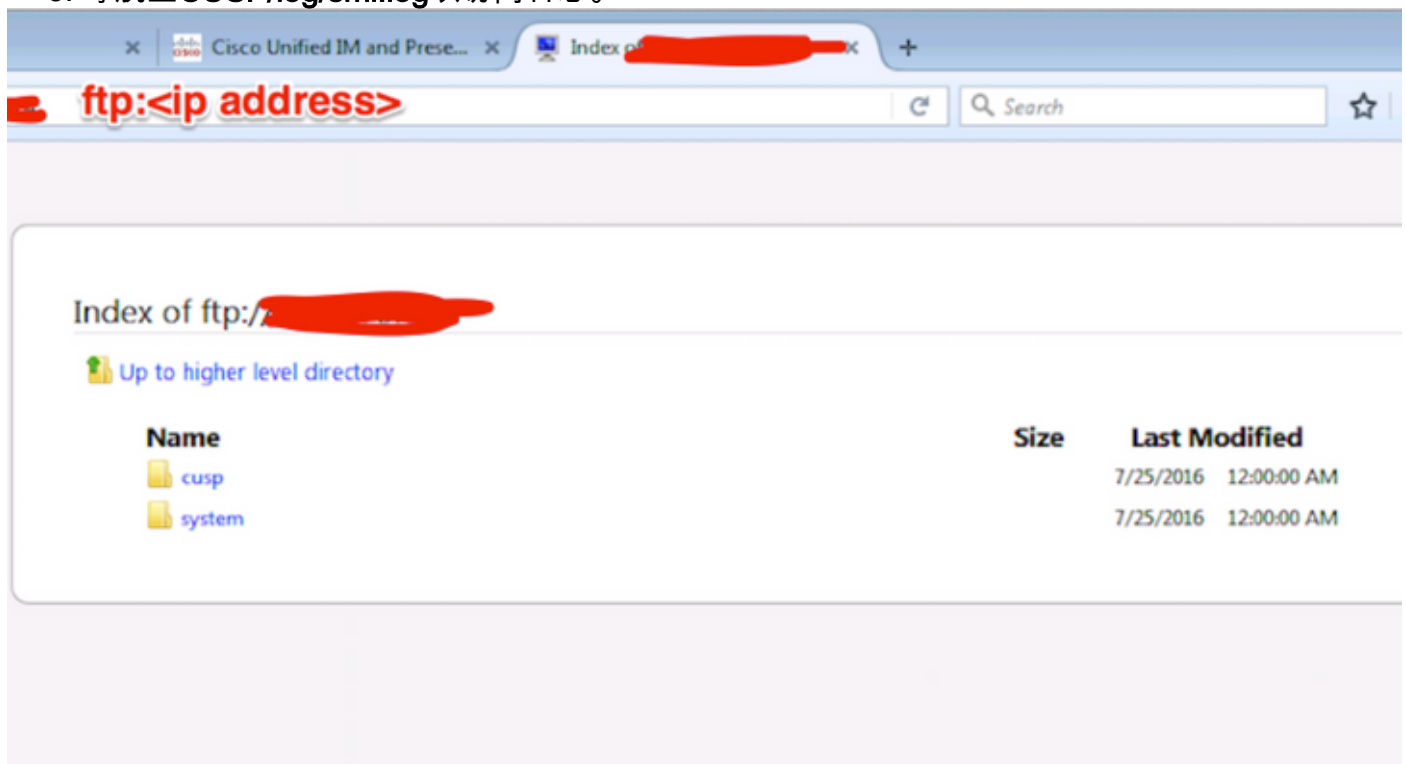 Cisco Unified IM and Prese...
Index of
ftp:<ip address>
Search
Index of ftp:/
Up to higher level directory
Name Size Last Modified
cusp 7/25/2016 12:00:00 AM
system 7/25/2016 12:00:00 AM